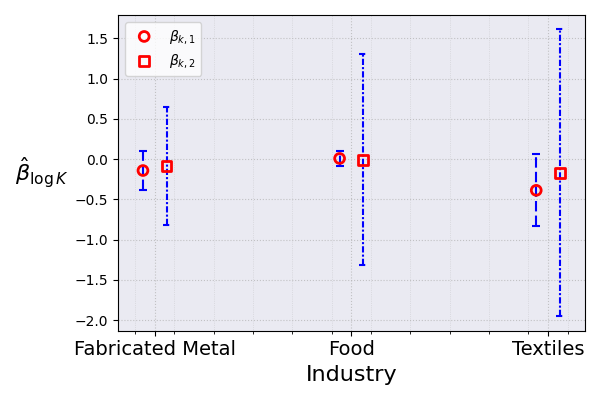 β_{k, 1}
β_{k, 2}
1.5
1.0
0.5
0.0
−0.5
−1.0
−1.5
−2.0
β̂_{log K}
Fabricated Metal Food Textiles
Industry